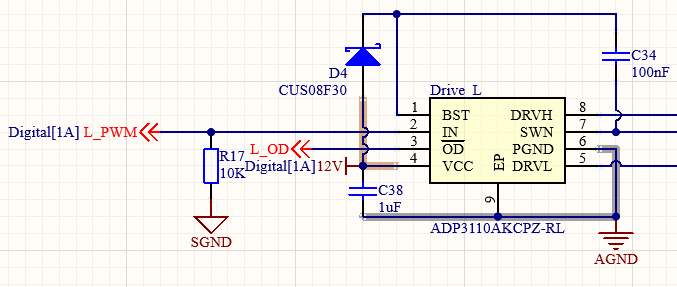 C34
100nF
D4
CUS08F30
Drive_L
1
BST
DRVH
8
Digital[1A] L_PWM
2
IN
SWN
7
R17
10K
L_OD
3
OD
PGND
6
Digital[1A]12V
4
VCC
DRVL
5
EP
9
C38
1uF
ADP3110AKCPZ-RL
SGND
AGND